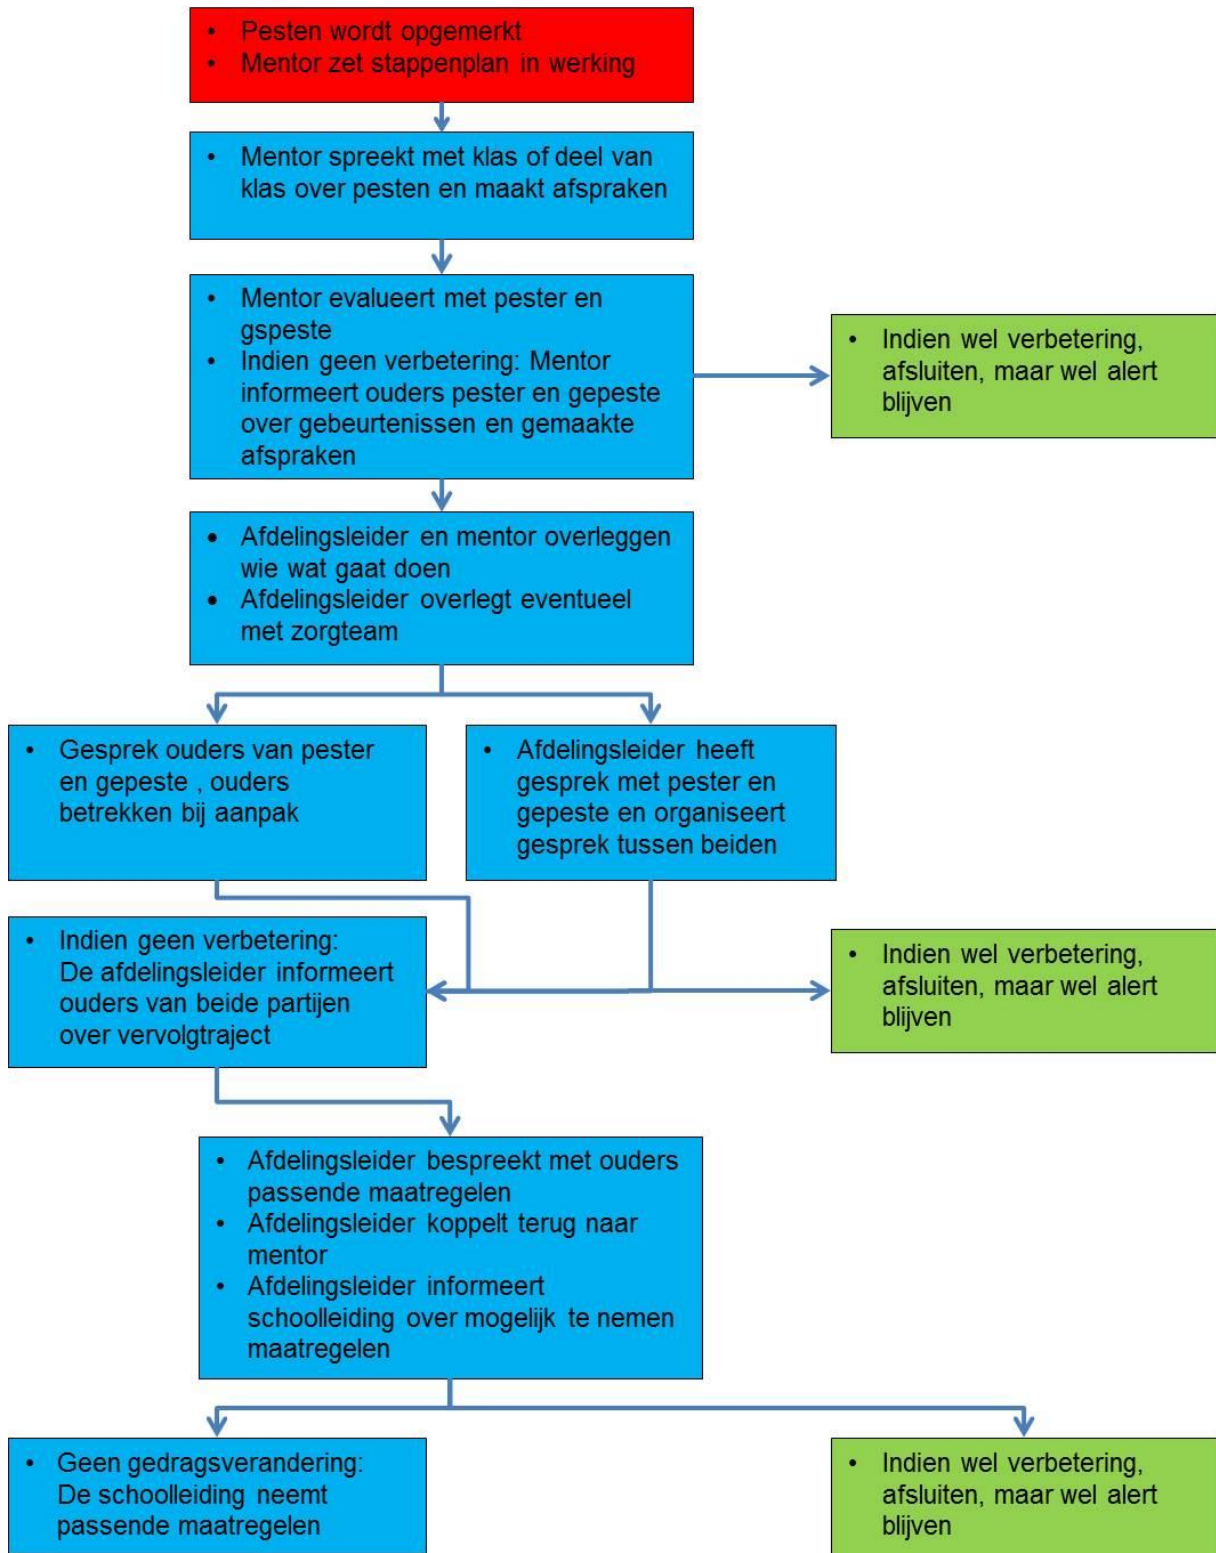 • Pesten wordt opgemerkt
• Mentor zet stappenplan in werking
• Mentor spreekt met klas of deel van
klas over pesten en maakt afspraken
• Mentor evalueert met pester en
gspeste
• Indien geen verbetering: Mentor
informeert ouders pester en gepeste
over gebeurtenissen en gemaakte
afspraken
• Indien wel verbetering,
afsluiten, maar wel alert
blijven
• Afdelingsleider en mentor overleggen
wie wat gaat doen
• Afdelingsleider overlegt eventueel
met zorgteam
• Gesprek ouders van pester
en gepeste , ouders
betrekken bij aanpak
• Afdelingsleider heeft
gesprek met pester en
gepeste en organiseert
gesprek tussen beiden
• Indien geen verbetering:
De afdelingsleider informeert
ouders van beide partijen
over vervolgtraject
• Indien wel verbetering,
afsluiten, maar wel alert
blijven
• Afdelingsleider bespreekt met ouders
passende maatregelen
• Afdelingsleider koppelt terug naar
mentor
• Afdelingsleider informeert
schoolleiding over mogelijk te nemen
maatregelen
• Geen gedragsverandering:
De schoolleiding neemt
passende maatregelen
• Indien wel verbetering,
afsluiten, maar wel alert
blijven